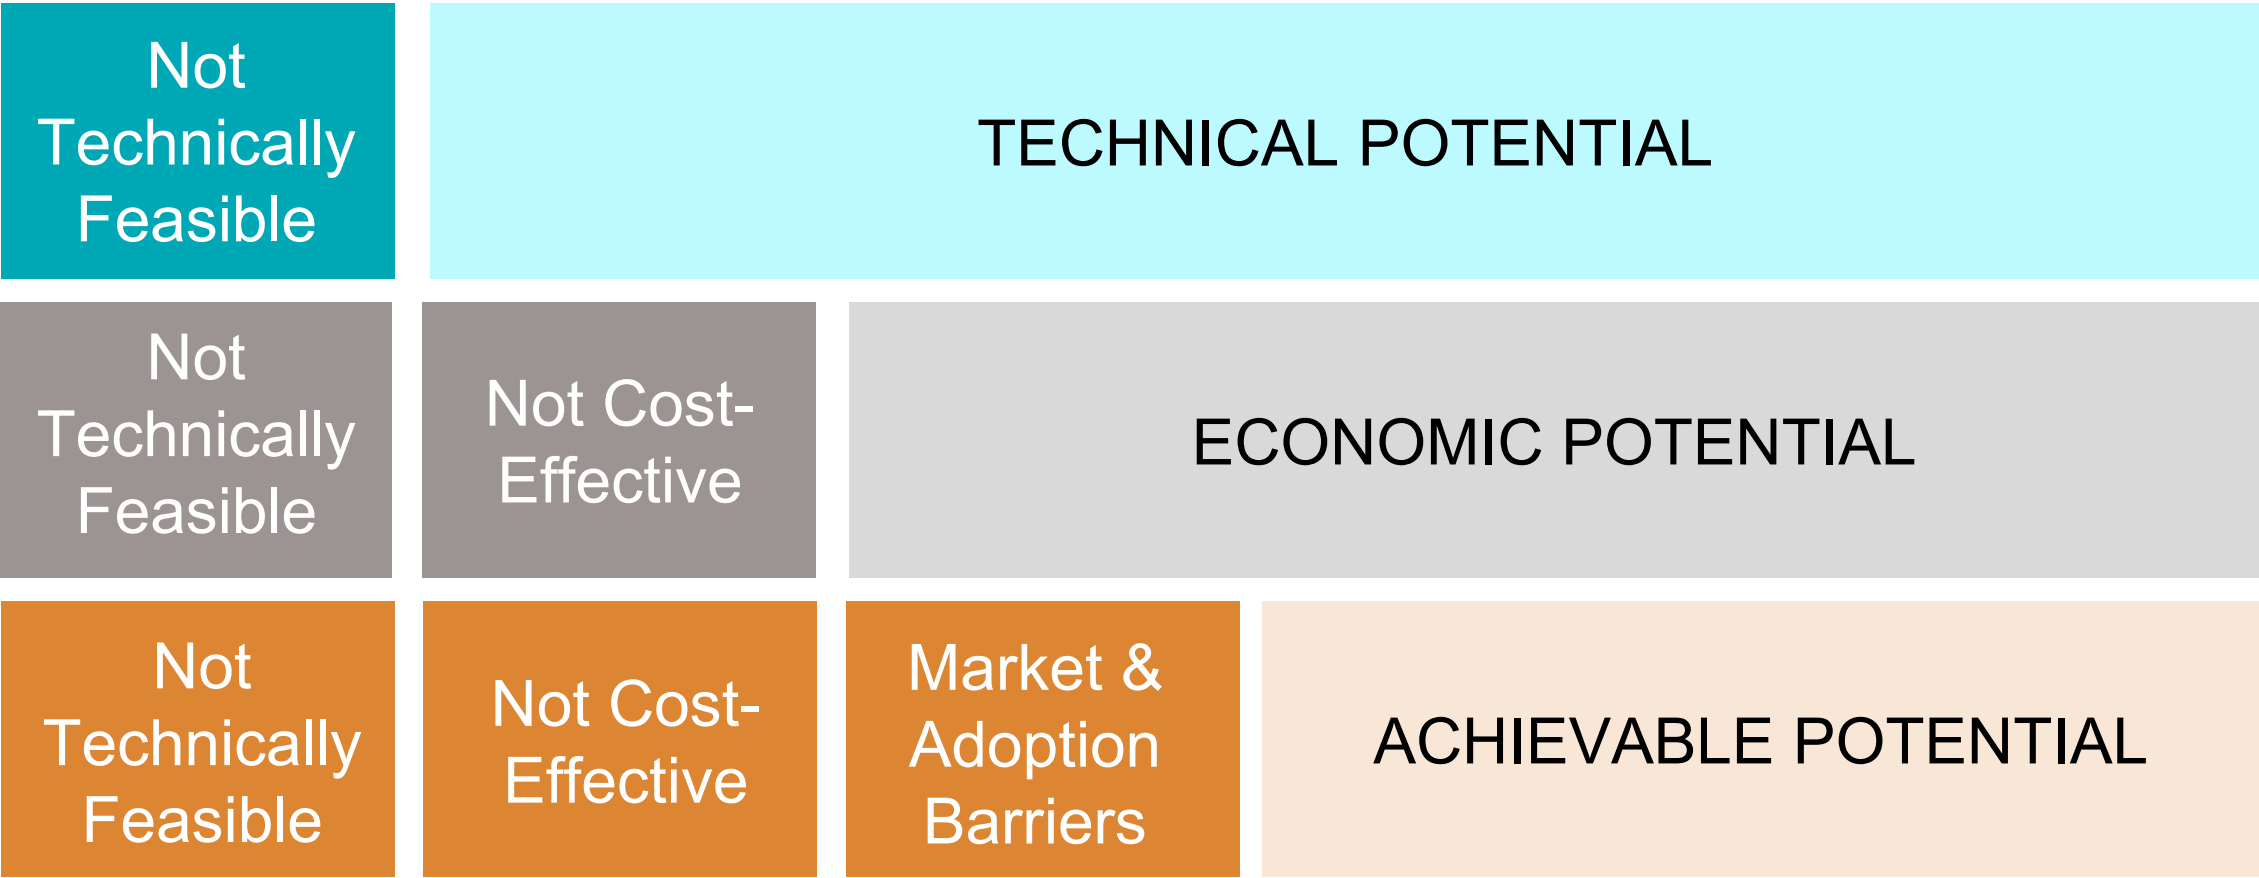 Not
Technically
Feasible
TECHNICAL POTENTIAL
Not
Technically
Feasible
Not Cost-
Effective
ECONOMIC POTENTIAL
Not
Technically
Feasible
Not Cost-
Effective
Market &
Adoption
Barriers
ACHIEVABLE POTENTIAL